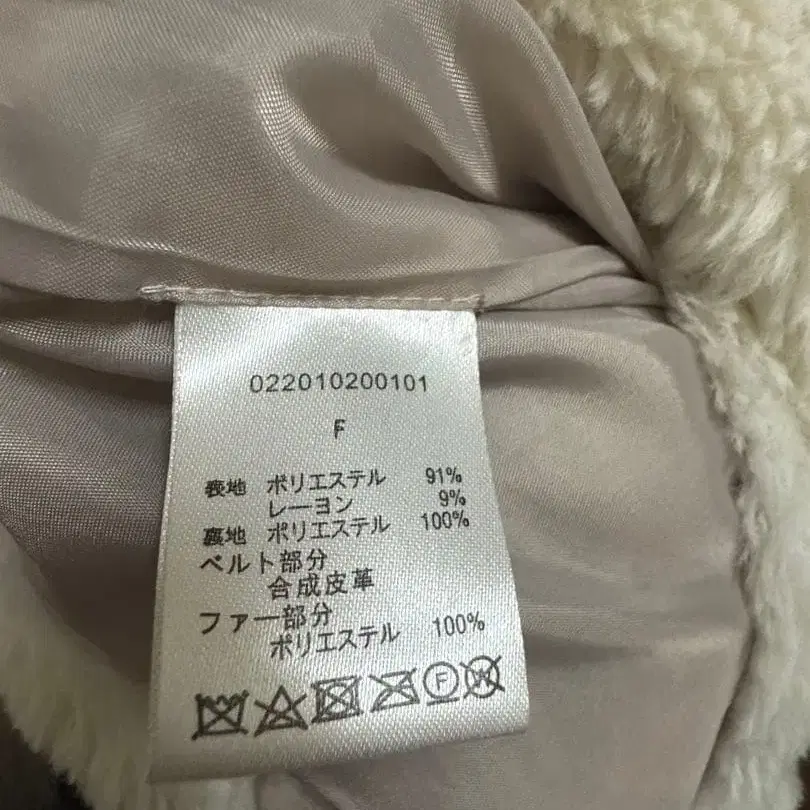 022010200101
F
表地 ポリエステル 91%
レーヨン 9%
裏地 ポリエステル 100%
ベルト部分
合成皮革
ファー部分
ポリエステル 100%
F W